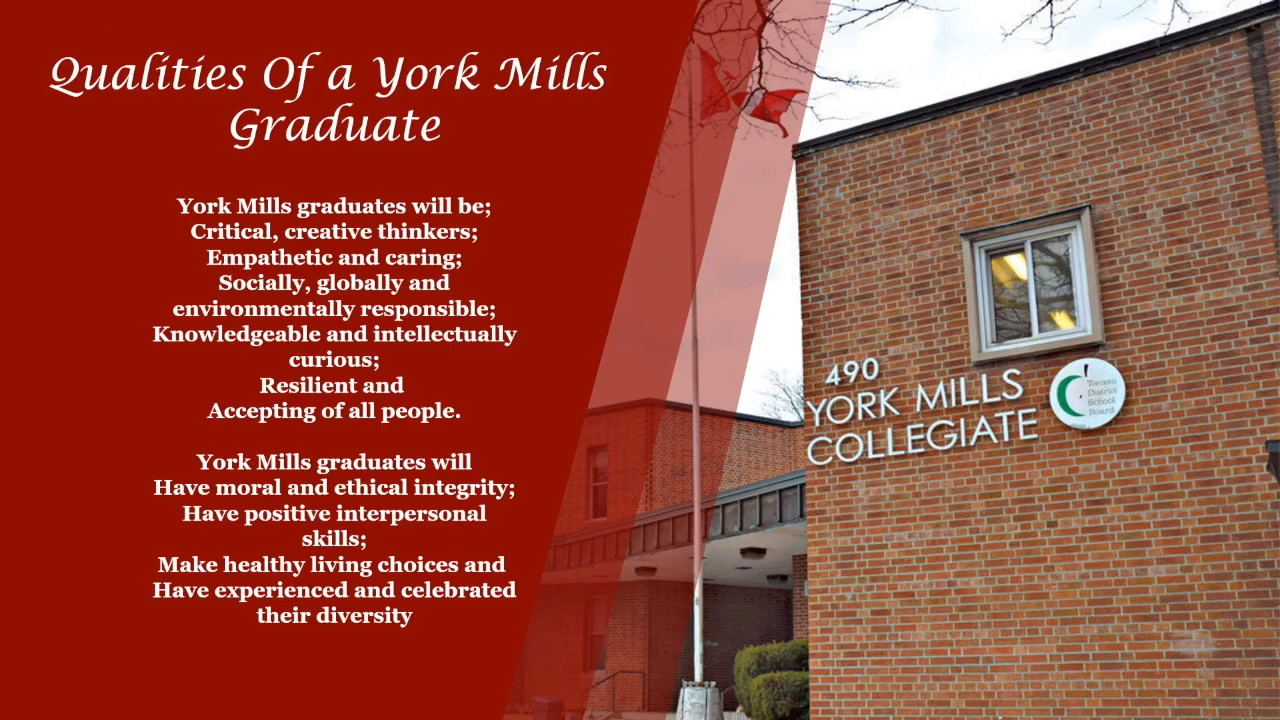 Qualities Of a York Mills
Graduate
York Mills graduates will be;
Critical, creative thinkers;
Empathetic and caring;
Socially, globally and
environmentally responsible;
Knowledgeable and intellectually
curious;
Resilient and
Accepting of all people.
York Mills graduates will
Have moral and ethical integrity;
Have positive interpersonal
skills;
Make healthy living choices and
Have experienced and celebrated
their diversity
490
YORK MILLS
COLLEGIATE
Toronto
District
School
Board